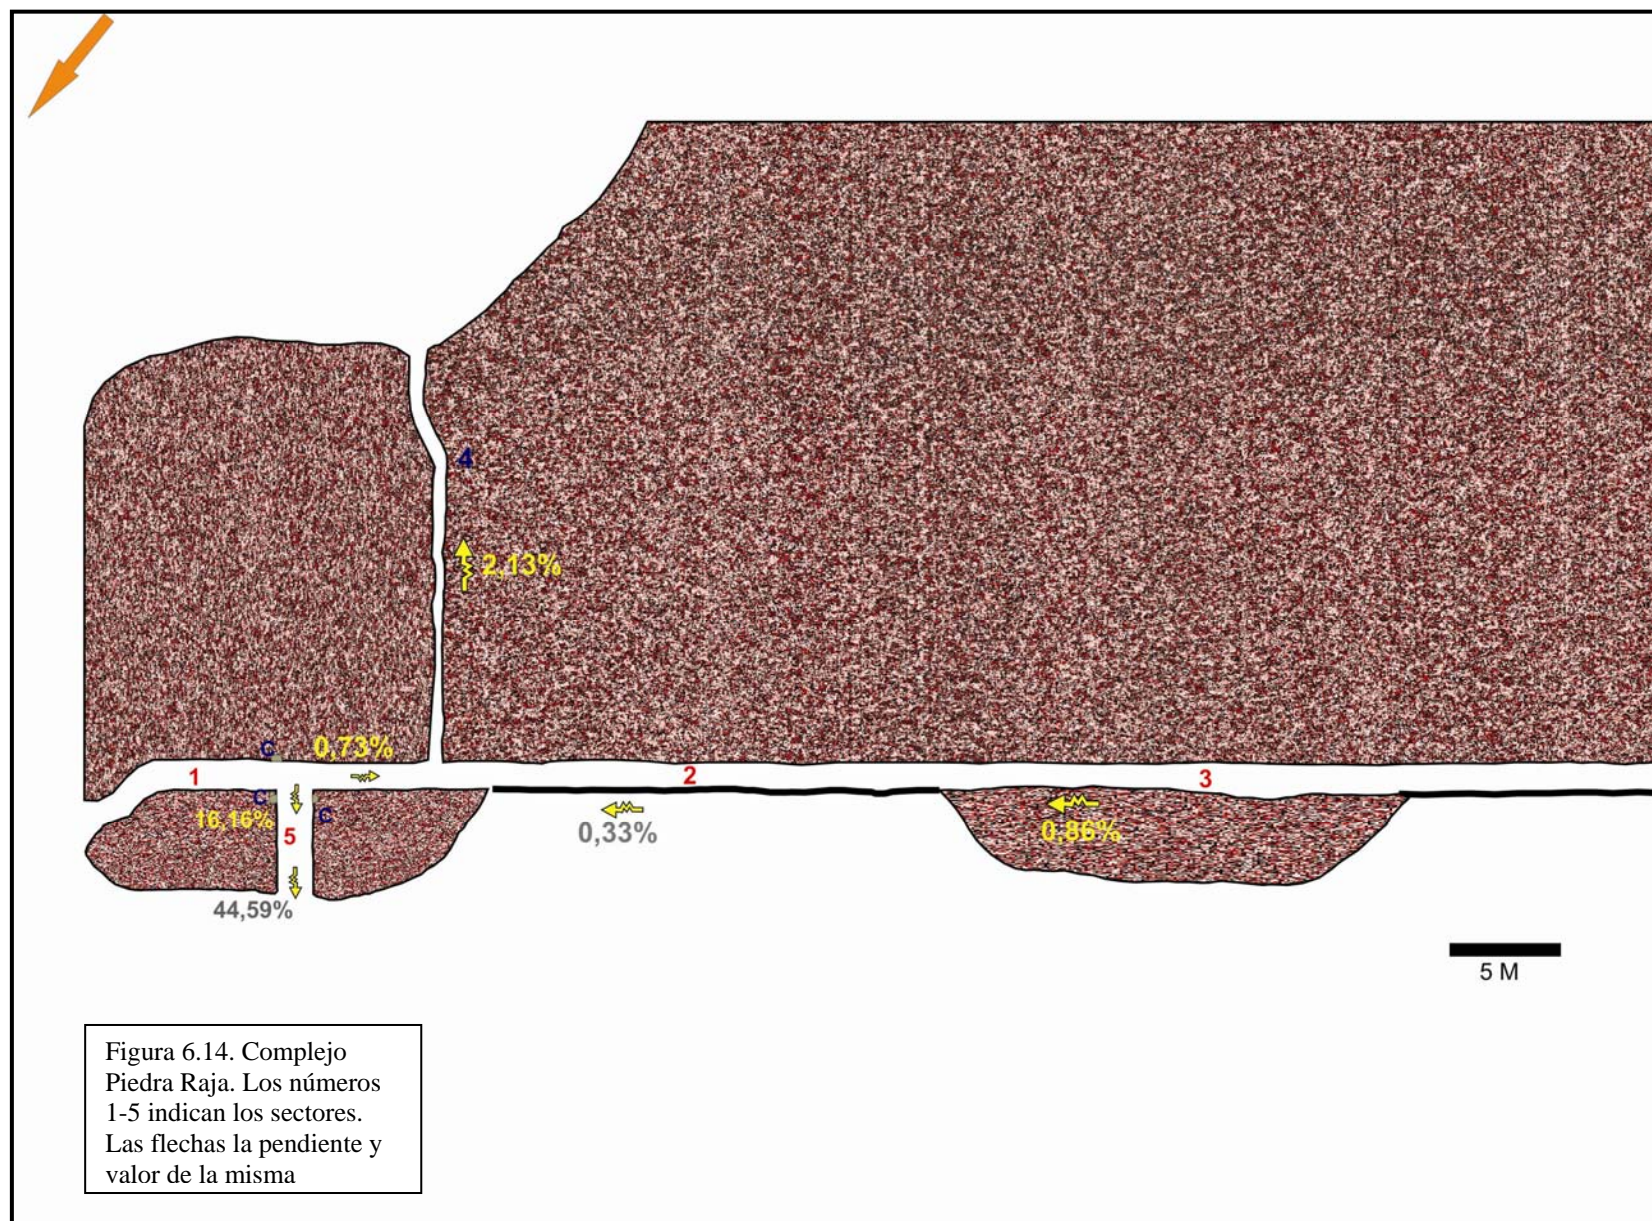 4
2,13%
C
0,73%
1
2
3
C
C
16,16%
5
0,33%
0,86%
44,59%
5 M
Figura 6.14. Complejo
Piedra Raja. Los números
1-5 indican los sectores.
Las flechas la pendiente y
valor de la misma